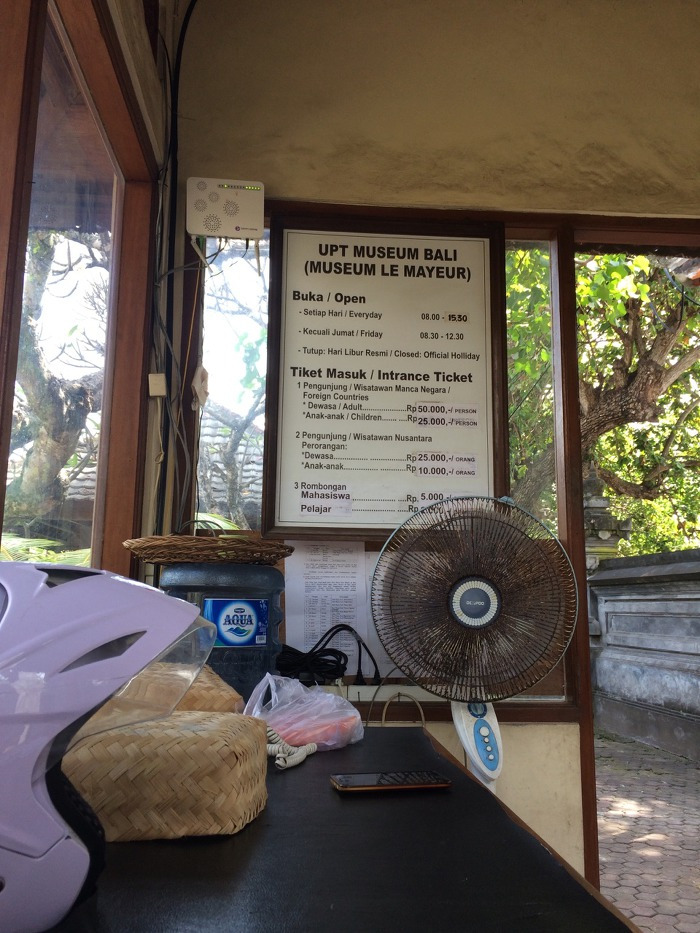 UPT MUSEUM BALI
(MUSEUM LE MAYEUR)
Buka / Open
- Setiap Hari / Everyday 08.00 - 15.30
- Kecuali Jumat / Friday 08.30 - 12.30
- Tutup: Hari Libur Resmi / Closed: Official Holliday
Tiket Masuk / Intrance Ticket
1 Pengunjung / Wisatawan Manca Negara /
Foreign Countries
* Dewasa / Adult......................Rp 50.000,-/ PERSON
*Anak-anak / Children....... ....Rp 25.000,-/ PERSON
2 Pengunjung / Wisatawan Nusantara
Perorangan:
*Dewasa..................... ..................Rp 25.000,-/ ORANG
*Anak-anak............. ...................Rp 10.000,-/ ORANG
3 Rombongan
Mahasiswa ........................Rp. 5.000
Pelajar ........................Rp
AQUA